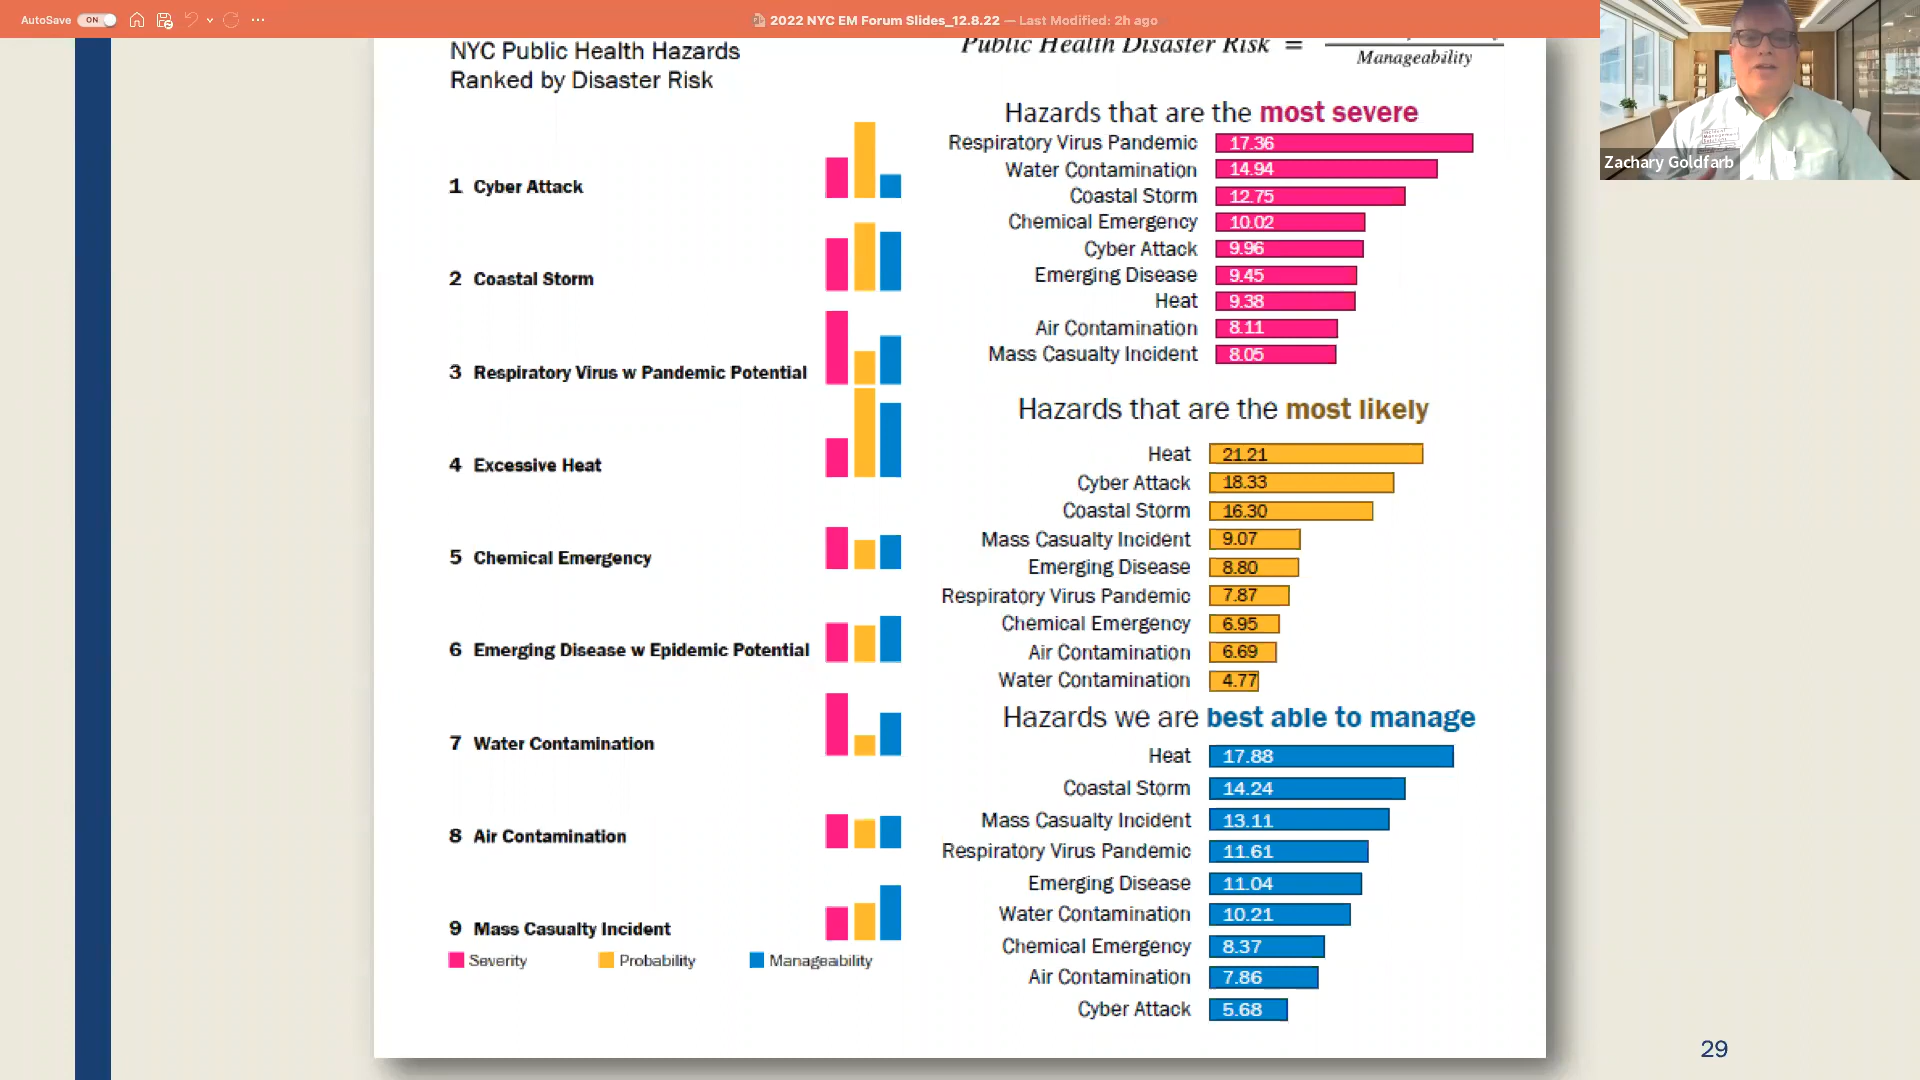 AutoSave ON
2022 NYC EM Forum Slides_12.8.22 — Last Modified: 2h ago
Zachary Goldfarb
NYC Public Health Hazards
Ranked by Disaster Risk
Public Health Disaster Risk =
Manageability
1 Cyber Attack
2 Coastal Storm
3 Respiratory Virus w Pandemic Potential
4 Excessive Heat
5 Chemical Emergency
6 Emerging Disease w Epidemic Potential
7 Water Contamination
8 Air Contamination
9 Mass Casualty Incident
Severity Probability Manageability
Hazards that are the most severe
Respiratory Virus Pandemic 17.36
Water Contamination 14.94
Coastal Storm 12.75
Chemical Emergency 10.02
Cyber Attack 9.96
Emerging Disease 9.45
Heat 9.38
Air Contamination 8.11
Mass Casualty Incident 8.05
Hazards that are the most likely
Heat 21.21
Cyber Attack 18.33
Coastal Storm 16.30
Mass Casualty Incident 9.07
Emerging Disease 8.80
Respiratory Virus Pandemic 7.87
Chemical Emergency 6.95
Air Contamination 6.69
Water Contamination 4.77
Hazards we are best able to manage
Heat 17.88
Coastal Storm 14.24
Mass Casualty Incident 13.11
Respiratory Virus Pandemic 11.61
Emerging Disease 11.04
Water Contamination 10.21
Chemical Emergency 8.37
Air Contamination 7.86
Cyber Attack 5.68
29